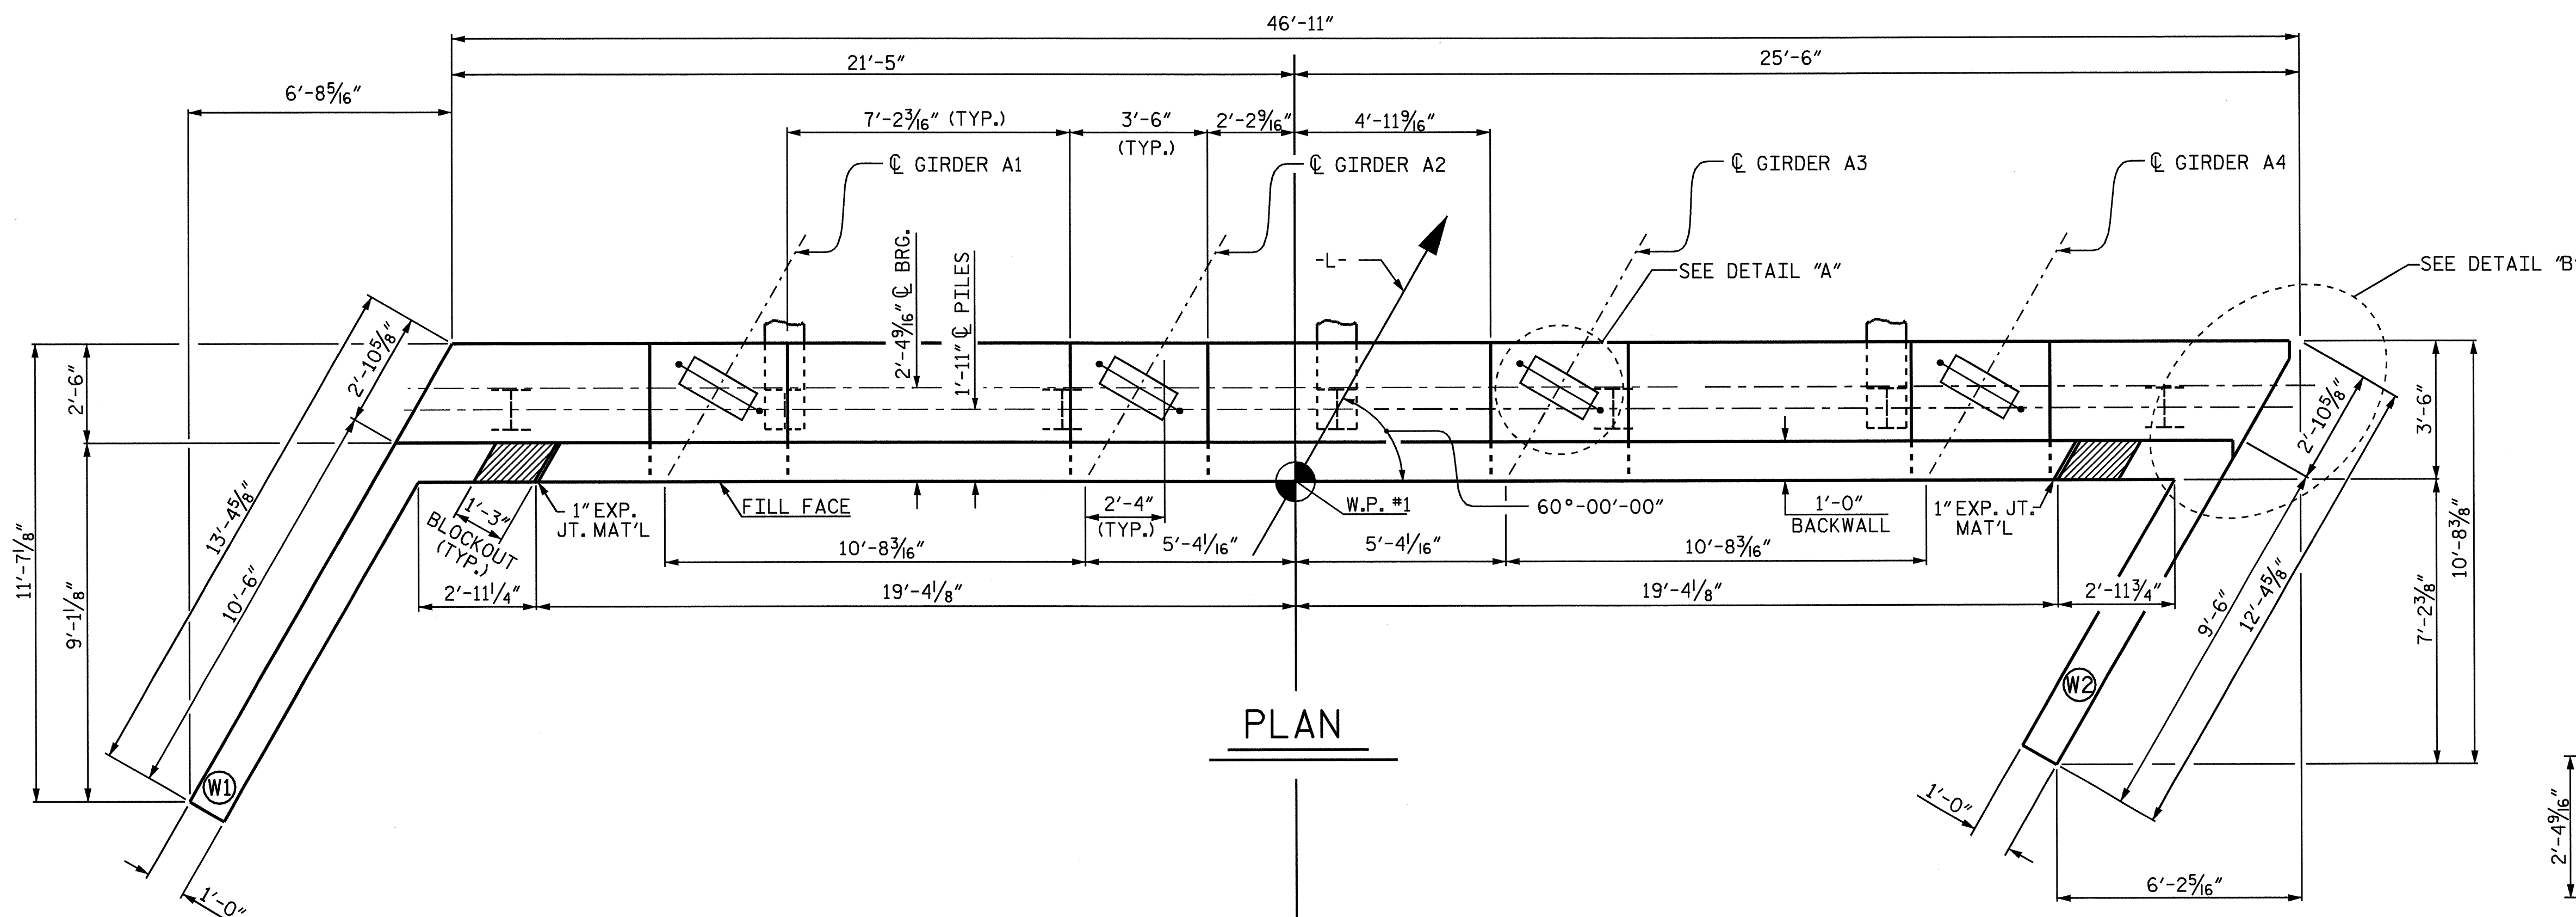 46'-11"
21'-5"
25'-6"
6'-8 5/16"
7'-2 3/16" (TYP.)
3'-6"
(TYP.)
2'-2 9/16"
4'-11 9/16"
℄ GIRDER A1
℄ GIRDER A2
℄ GIRDER A3
℄ GIRDER A4
-L-
SEE DETAIL "A"
SEE DETAIL "B"
2'-4 9/16" ℄ BRG.
1'-11" ℄ PILES
2'-10 5/8"
2'-6"
13'-4 5/8"
11'-7 1/8"
9'-1 1/8"
10'-6"
1'-3"
BLOCKOUT
(TYP.)
1" EXP.
JT. MAT'L
FILL FACE
2'-4"
(TYP.)
W.P. #1
60°-00'-00"
1'-0"
BACKWALL
1" EXP. JT.
MAT'L
10'-8 3/16"
5'-4 1/16"
5'-4 1/16"
10'-8 3/16"
2'-11 1/4"
19'-4 1/8"
19'-4 1/8"
2'-11 3/4"
3'-6"
2'-10 5/8"
10'-8 3/8"
7'-2 3/8"
9'-6"
12'-4 5/8"
PLAN
W1
W2
1'-0"
1'-0"
6'-2 5/16"
2'-4 9/16"